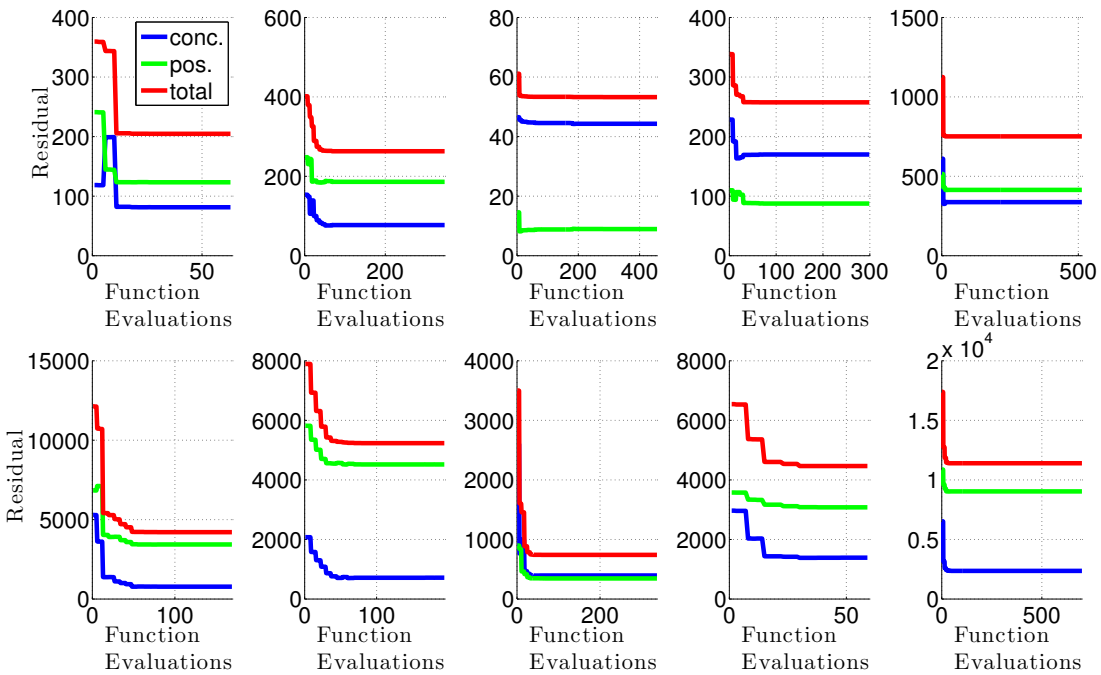 400
300
200
100
0
Residual
conc.
pos.
total
0 50
Function
Evaluations
600
400
200
0
0 200
Function
Evaluations
80
60
40
20
0
0 200 400
Function
Evaluations
400
300
200
100
0
0 100 200 300
Function
Evaluations
1500
1000
500
0
0 500
Function
Evaluations
15000
10000
5000
0
Residual
0 100
Function
Evaluations
8000
6000
4000
2000
0
0 100
Function
Evaluations
4000
3000
2000
1000
0
0 200
Function
Evaluations
8000
6000
4000
2000
0
0 50
Function
Evaluations
x 10^4
2
1.5
1
0.5
0
0 500
Function
Evaluations